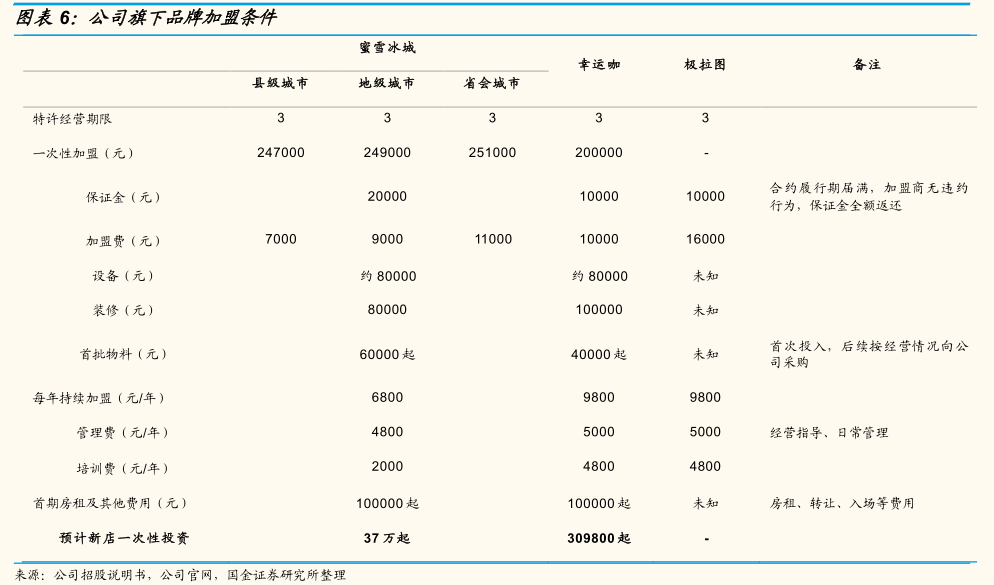 图表 6：公司旗下品牌加盟条件
蜜雪冰城 幸运咖 极拉图 备注
县级城市 地级城市 省会城市
特许经营期限 3 3 3 3 3
一次性加盟（元） 247000 249000 251000 200000 -
保证金（元） 20000 10000 10000 合约履行期届满，加盟商无违约
行为，保证金全额返还
加盟费（元） 7000 9000 11000 10000 16000
设备（元） 约 80000 约 80000 未知
装修（元） 80000 100000 未知
首批物料（元） 60000 起 40000 起 未知 首次投入，后续按经营情况向公
司采购
每年持续加盟（元/年） 6800 9800 9800
管理费（元/年） 4800 5000 5000 经营指导、日常管理
培训费（元/年） 2000 4800 4800
首期房租及其他费用（元） 100000 起 100000 起 未知 房租、转让、入场等费用
预计新店一次性投资 37 万起 309800 起 -
来源：公司招股说明书，公司官网，国金证券研究所整理